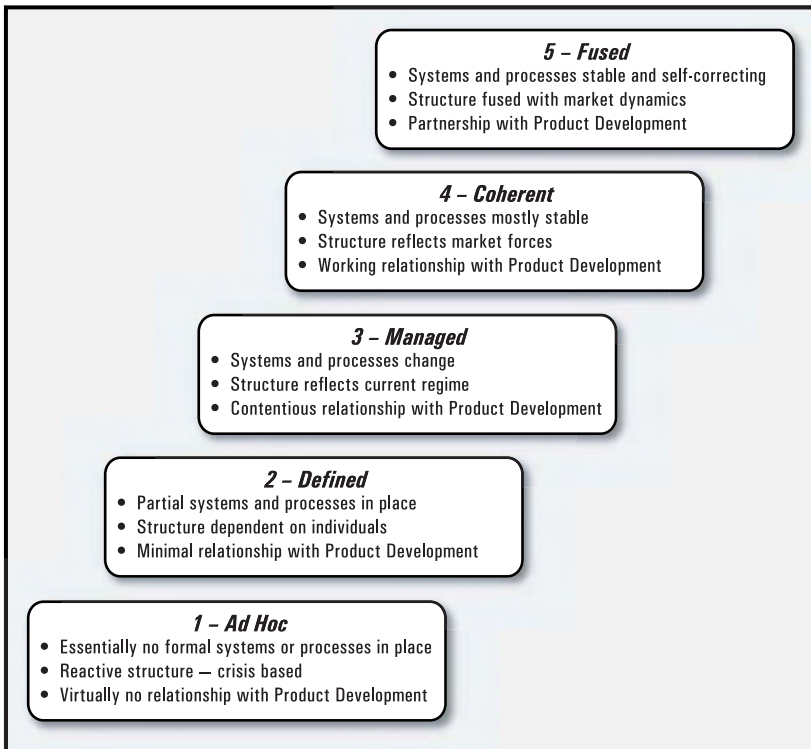 5 – Fused
• Systems and processes stable and self-correcting
• Structure fused with market dynamics
• Partnership with Product Development
4 – Coherent
• Systems and processes mostly stable
• Structure reflects market forces
• Working relationship with Product Development
3 – Managed
• Systems and processes change
• Structure reflects current regime
• Contentious relationship with Product Development
2 – Defined
• Partial systems and processes in place
• Structure dependent on individuals
• Minimal relationship with Product Development
1 – Ad Hoc
• Essentially no formal systems or processes in place
• Reactive structure — crisis based
• Virtually no relationship with Product Development